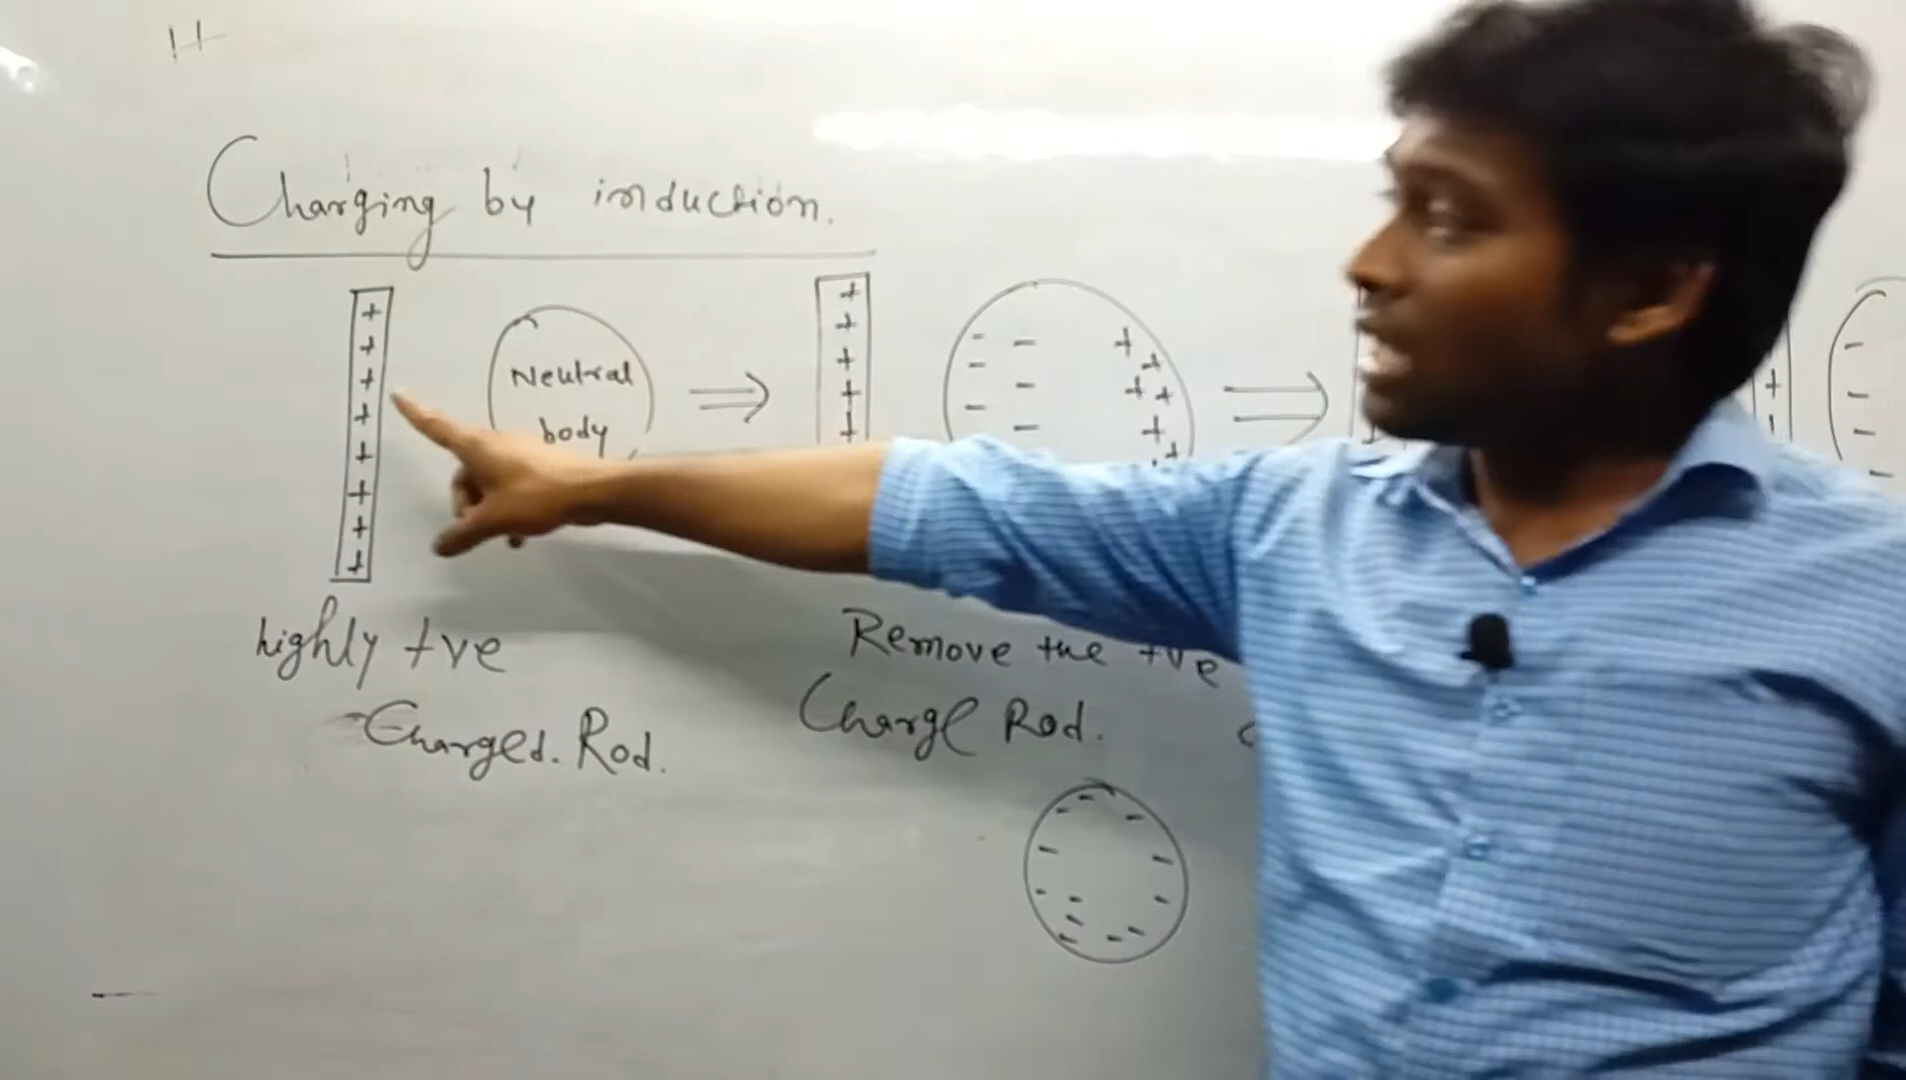 Charging by induction.
Neutral
body
highly +ve
Charged. Rod.
Remove the +ve
Charge Rod.